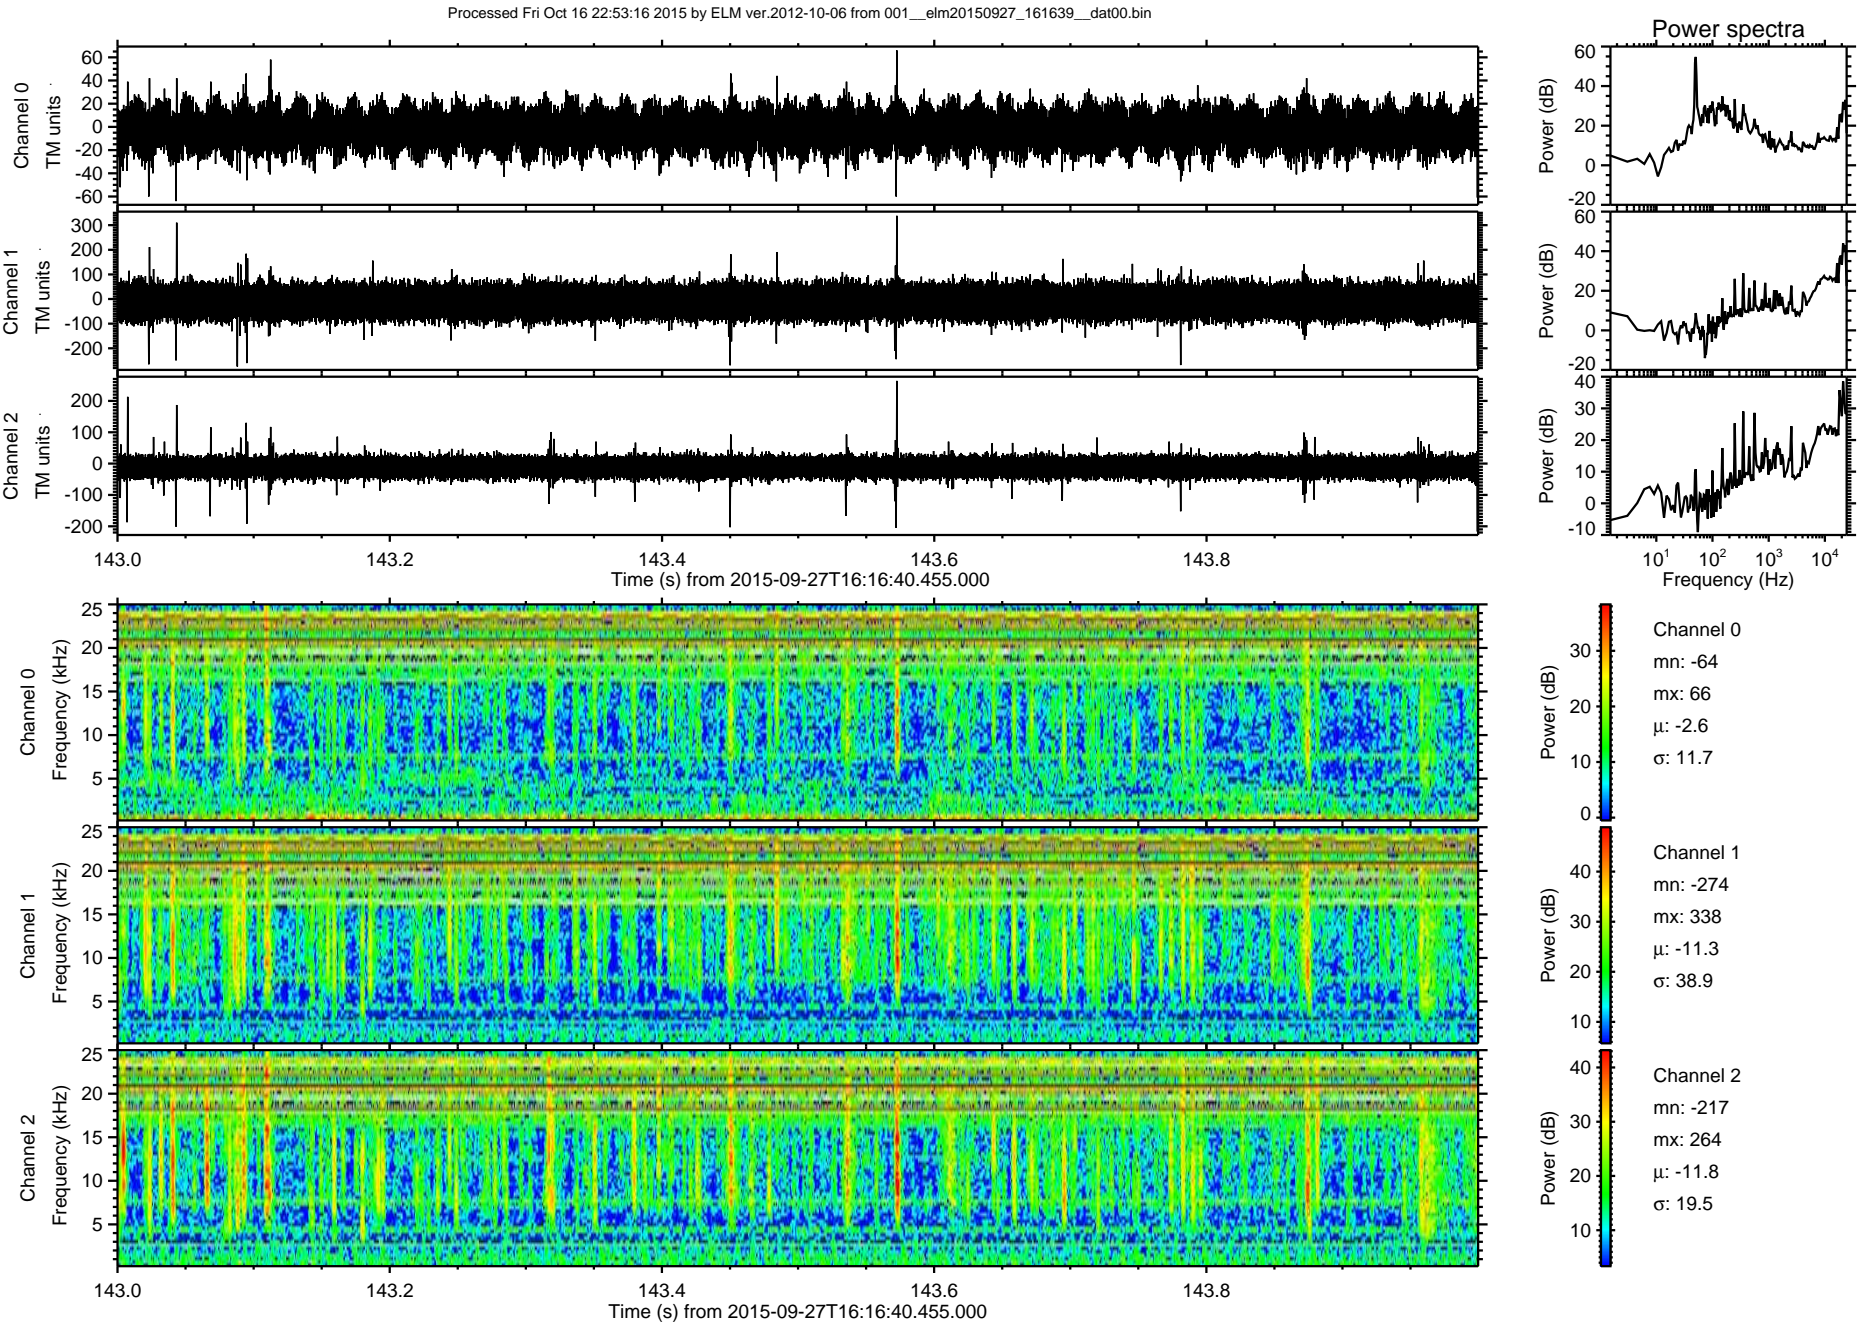 Processed Fri Oct 16 22:53:16 2015 by ELM ver.2012-10-06 from 001__elm20150927_161639__dat00.bin
Power spectra
Channel 0
TM units
60
40
20
0
-20
-40
-60
Power (dB)
60
40
20
0
-20
Channel 1
TM units
300
200
100
0
-100
-200
Power (dB)
60
40
20
0
-20
Channel 2
TM units
200
100
0
-100
-200
Power (dB)
40
30
20
10
0
-10
143.0 143.2 143.4 143.6 143.8
Time (s) from 2015-09-27T16:16:40.455.000
10^1 10^2 10^3 10^4
Frequency (Hz)
Channel 0
Frequency (kHz)
25
20
15
10
5
Power (dB)
30
20
10
0
Channel 0
mn: -64
mx: 66
μ: -2.6
σ: 11.7
Channel 1
Frequency (kHz)
25
20
15
10
5
Power (dB)
40
30
20
10
Channel 1
mn: -274
mx: 338
μ: -11.3
σ: 38.9
Channel 2
Frequency (kHz)
25
20
15
10
5
Power (dB)
40
30
20
10
Channel 2
mn: -217
mx: 264
μ: -11.8
σ: 19.5
143.0 143.2 143.4 143.6 143.8
Time (s) from 2015-09-27T16:16:40.455.000